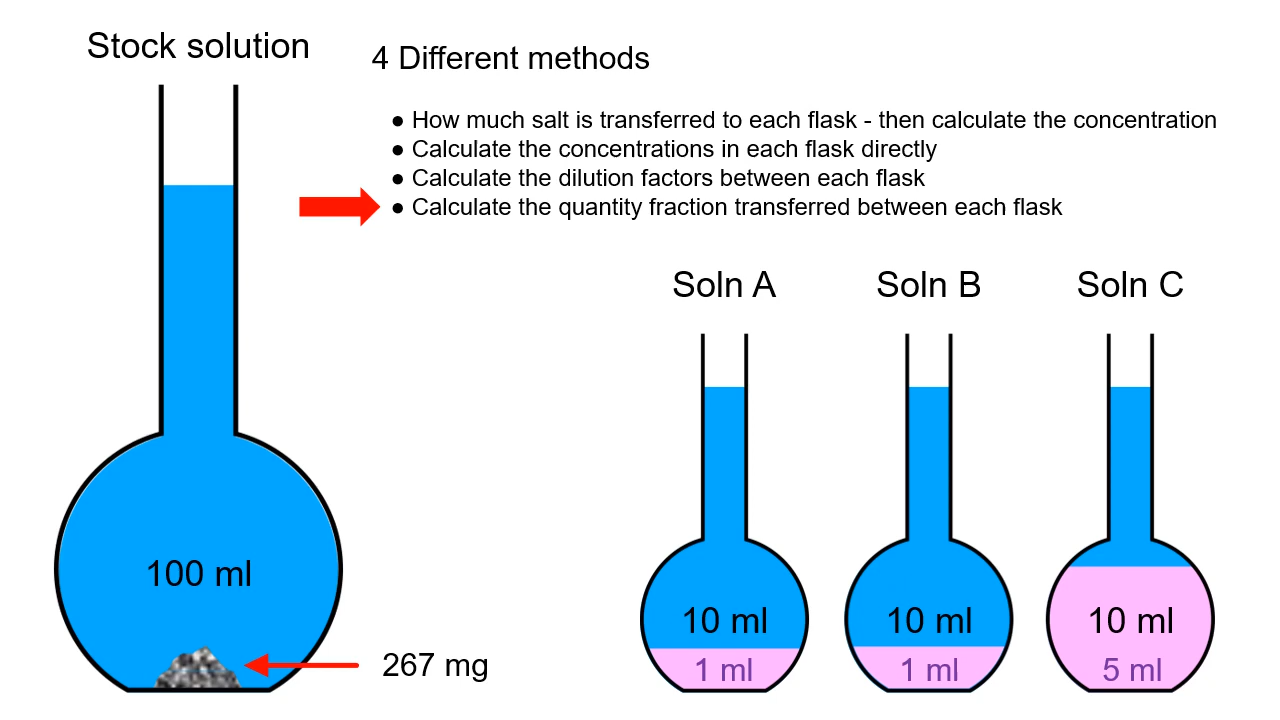 Stock solution
4 Different methods
● How much salt is transferred to each flask - then calculate the concentration
● Calculate the concentrations in each flask directly
● Calculate the dilution factors between each flask
● Calculate the quantity fraction transferred between each flask
Soln A
Soln B
Soln C
100 ml
267 mg
10 ml
1 ml
10 ml
1 ml
10 ml
5 ml